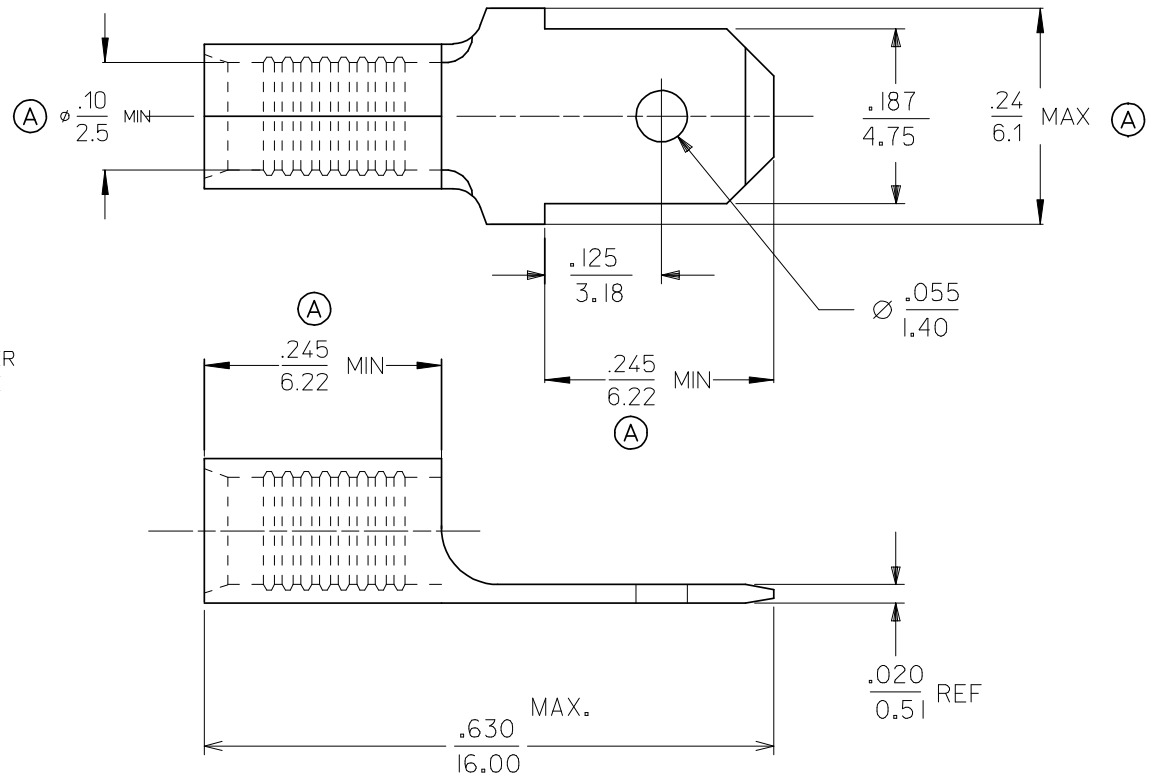 A ⌀ .10 / 2.5 MIN
.187 / 4.75
.24 / 6.1 MAX A
.125 / 3.18
⌀ .055 / 1.40
A
.245 / 6.22 MIN
.245 / 6.22 MIN
A
ER
.020 / 0.51 REF
MAX.
.630 / 16.00